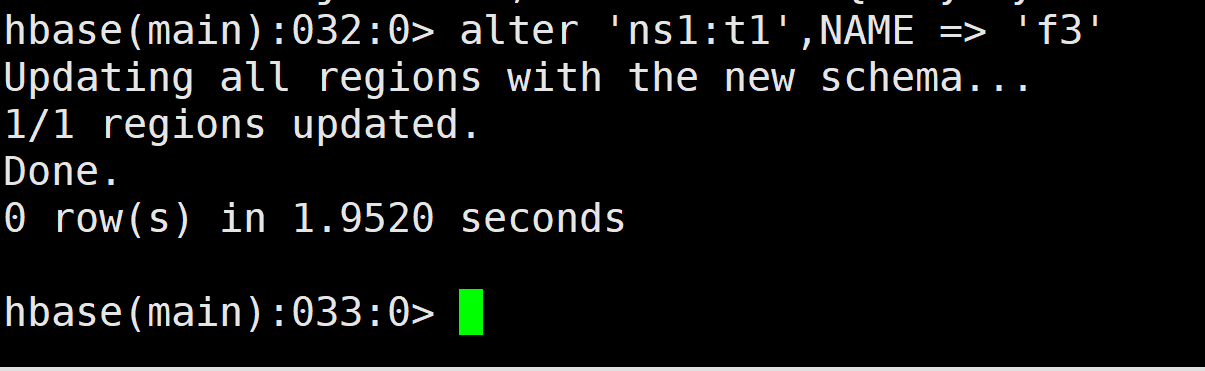 hbase(main):032:0> alter 'ns1:t1',NAME => 'f3'
Updating all regions with the new schema...
1/1 regions updated.
Done.
0 row(s) in 1.9520 seconds
hbase(main):033:0>